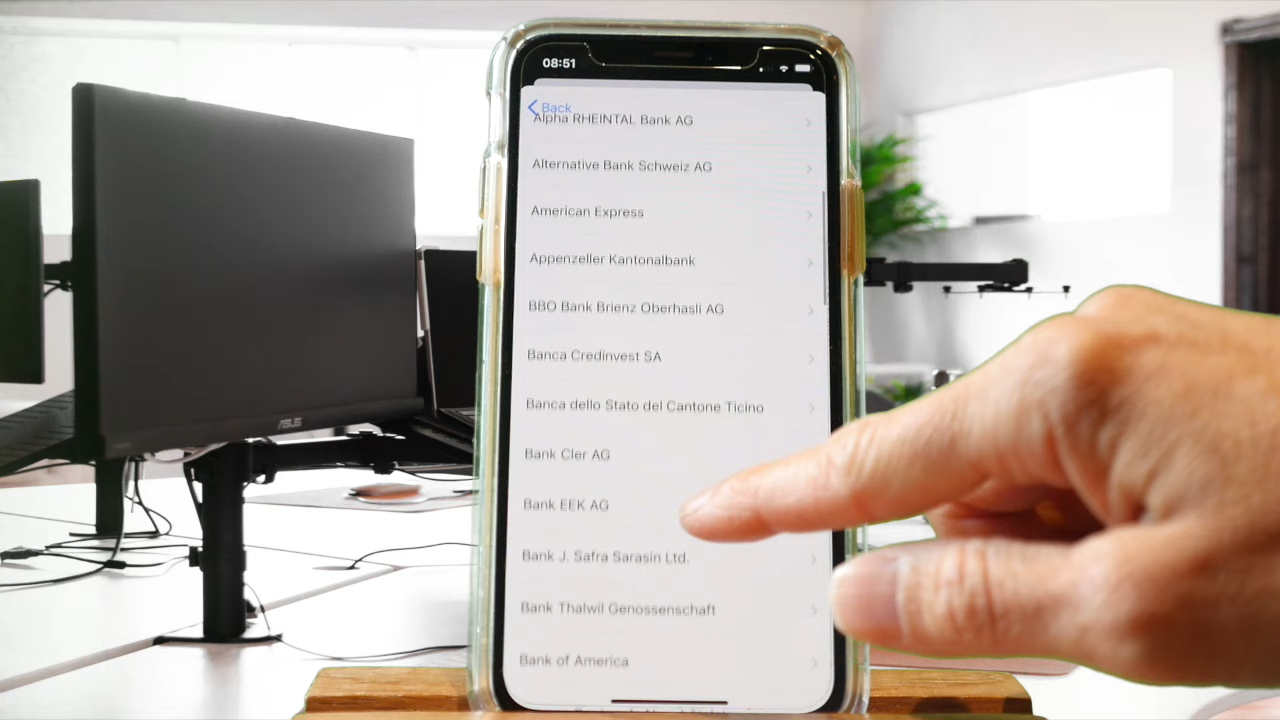 08:51
Back
Alpha RHEINTAL Bank AG
Alternative Bank Schweiz AG
American Express
Appenzeller Kantonalbank
BBO Bank Brienz Oberhasli AG
Banca Credinvest SA
Banca dello Stato del Cantone Ticino
Bank Cler AG
Bank EEK AG
Bank J. Safra Sarasin Ltd.
Bank Thalwil Genossenschaft
Bank of America
ASUS